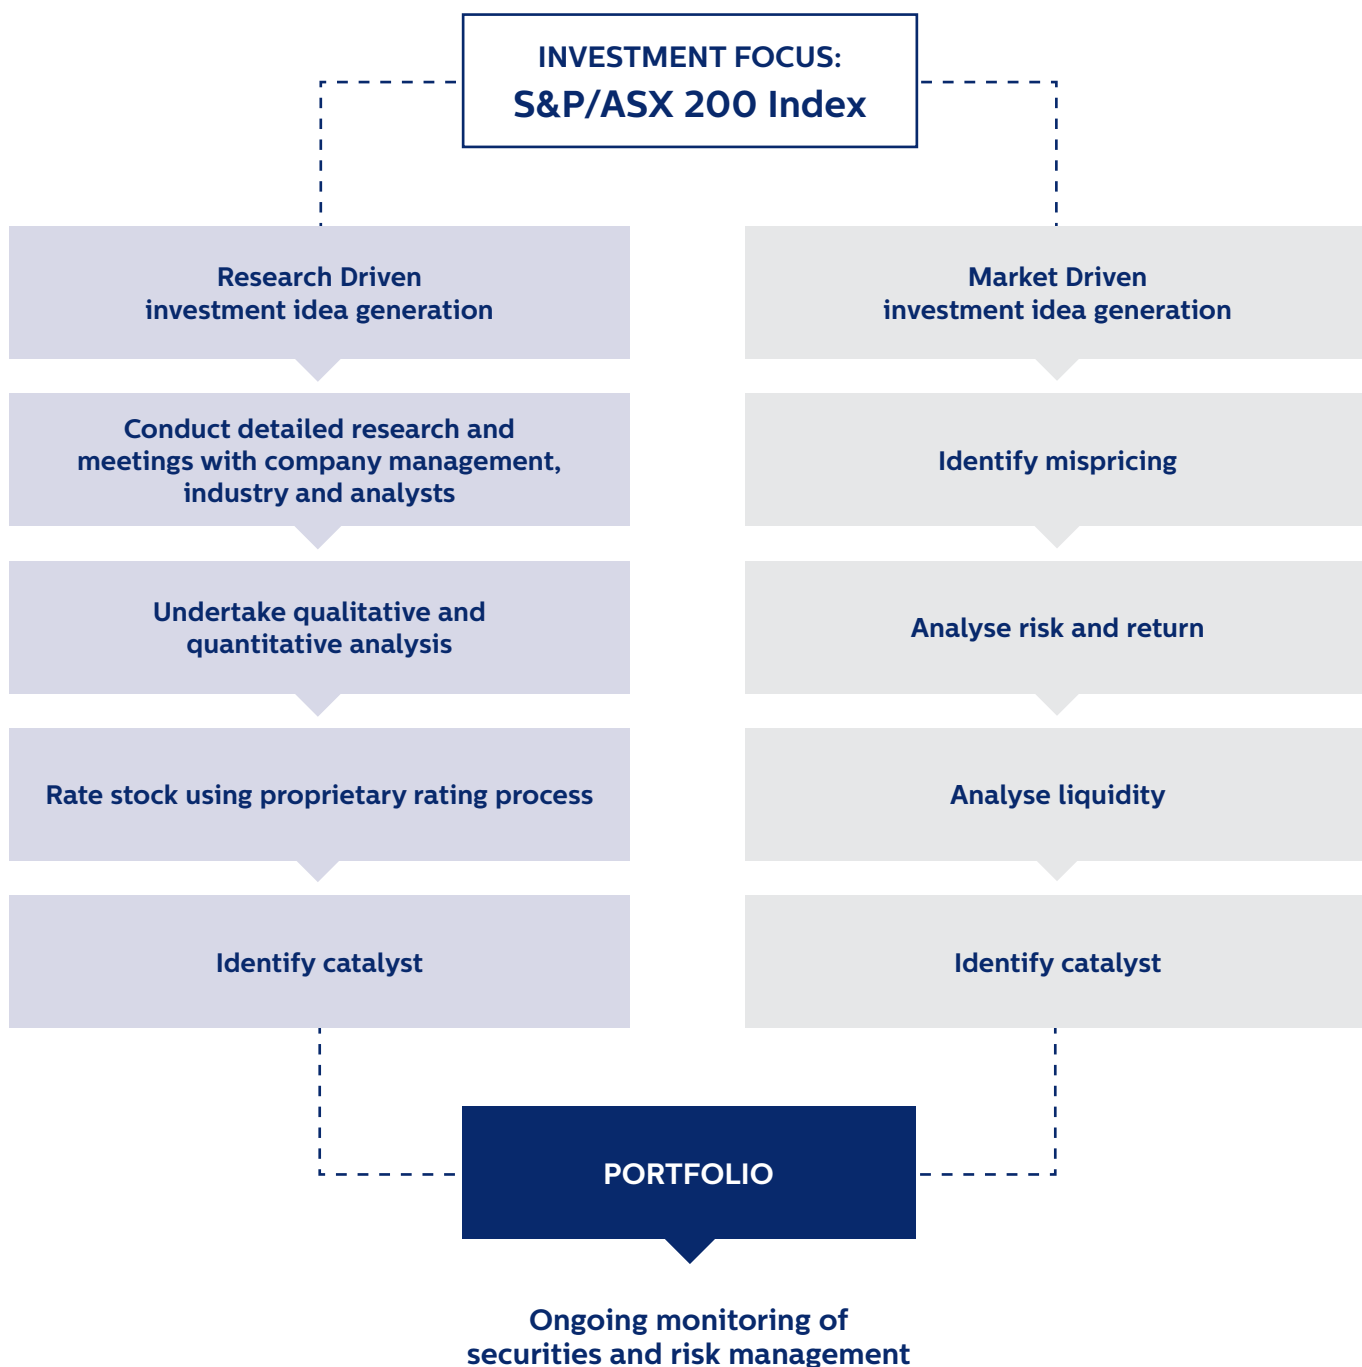 INVESTMENT FOCUS:
S&P/ASX 200 Index
Research Driven
investment idea generation
Conduct detailed research and
meetings with company management,
industry and analysts
Undertake qualitative and
quantitative analysis
Rate stock using proprietary rating process
Identify catalyst
Market Driven
investment idea generation
Identify mispricing
Analyse risk and return
Analyse liquidity
Identify catalyst
PORTFOLIO
Ongoing monitoring of
securities and risk management